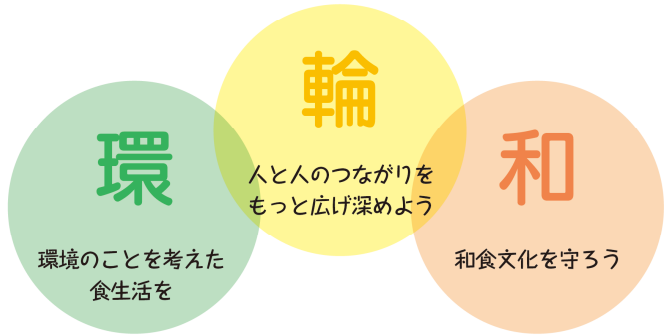 環
環境のことを考えた
食生活を
輪
人と人のつながりを
もっと広げ深めよう
和
和食文化を守ろう